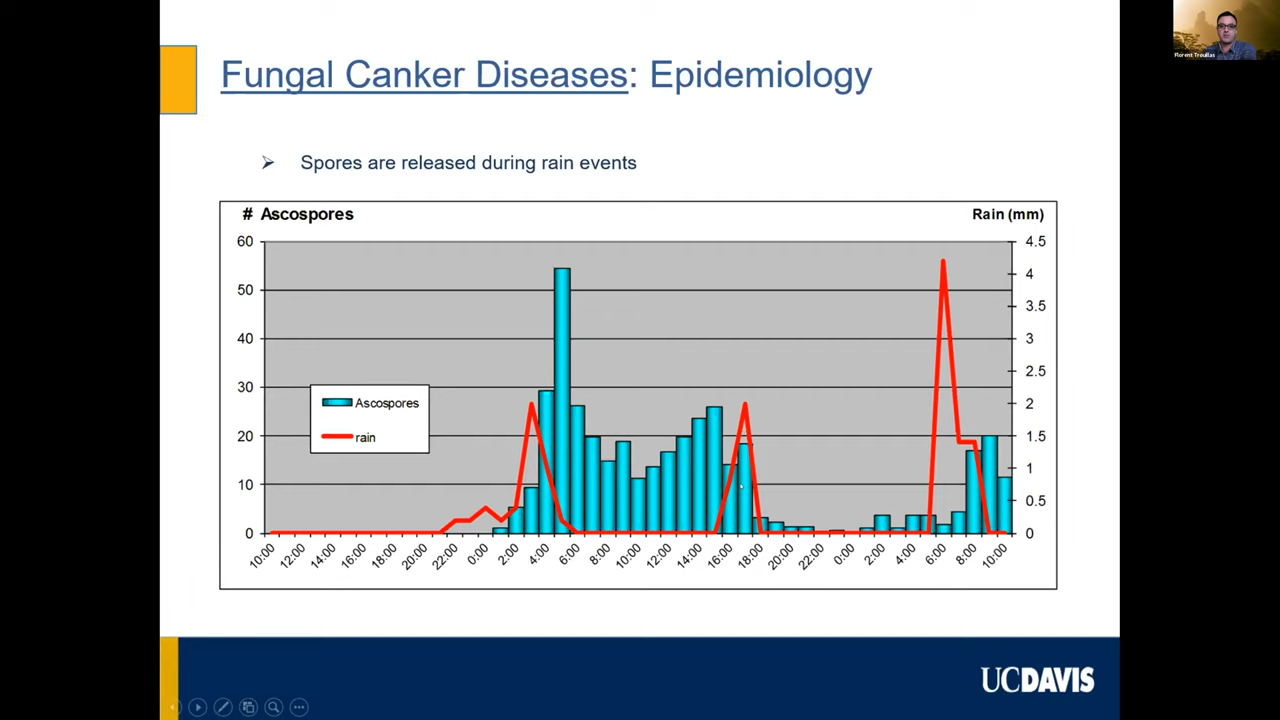 Florent Trouillas
Fungal Canker Diseases: Epidemiology
Spores are released during rain events
# Ascospores
Rain (mm)
60
50
40
30
20
10
0
4.5
4
3.5
3
2.5
2
1.5
1
0.5
0
Ascospores
rain
10:00 12:00 14:00 16:00 18:00 20:00 22:00 0:00 2:00 4:00 6:00 8:00 10:00 12:00 14:00 16:00 18:00 20:00 22:00 0:00 2:00 4:00 6:00 8:00 10:00
UCDAVIS